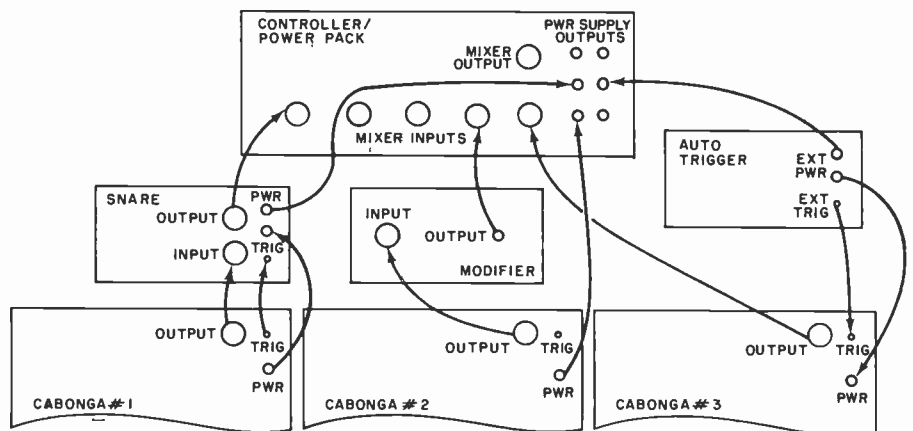 CONTROLLER/
POWER PACK
PWR SUPPLY
OUTPUTS
MIXER
OUTPUT
MIXER INPUTS
AUTO
TRIGGER
EXT
PWR
EXT
TRIG
SNARE
PWR
OUTPUT
INPUT
TRIG
INPUT
OUTPUT
MODIFIER
OUTPUT
TRIG
PWR
CABONGA #1
OUTPUT
TRIG
PWR
CABONGA #2
OUTPUT
TRIG
PWR
CABONGA #3